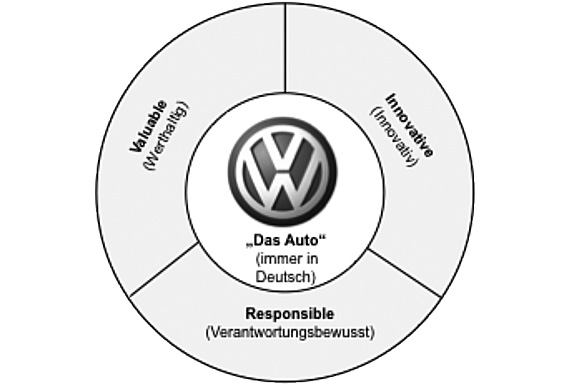 Valuable
(Werthaltig)
Innovative
(Innovativ)
„Das Auto“
(immer in
Deutsch)
Responsible
(Verantwortungsbewusst)